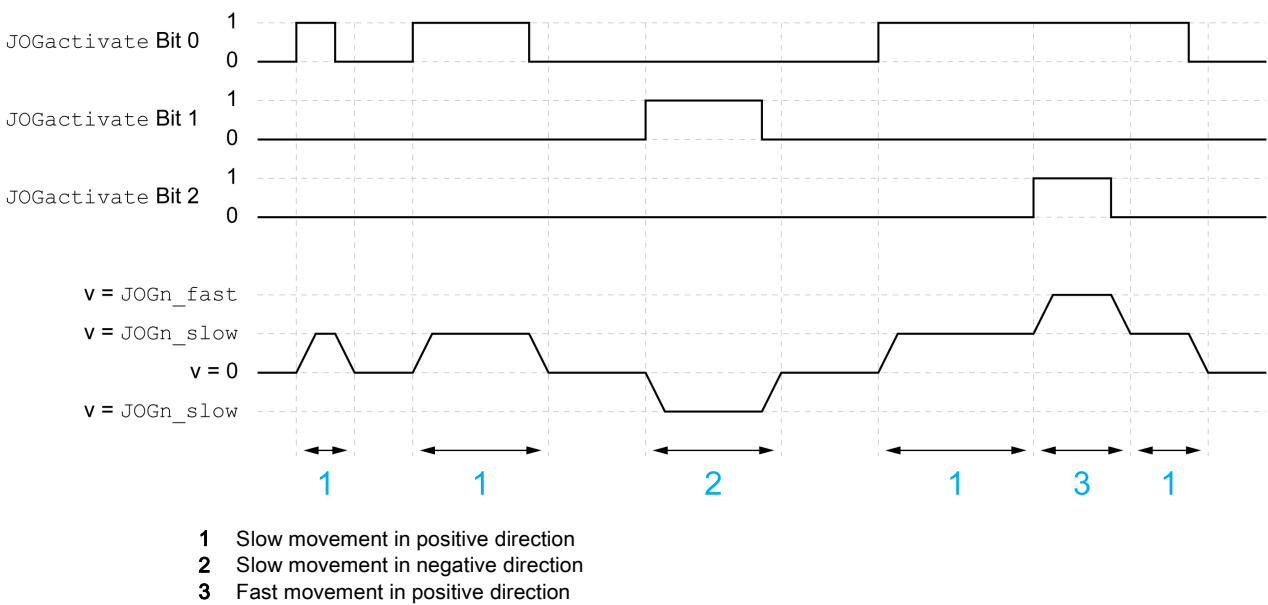 1
JOGactivate Bit 0
0
1
JOGactivate Bit 1
0
1
JOGactivate Bit 2
0
v = JOGn_fast
v = JOGn_slow
v = 0
v = JOGn_slow
1 1 2 1 3 1
1 Slow movement in positive direction
2 Slow movement in negative direction
3 Fast movement in positive direction